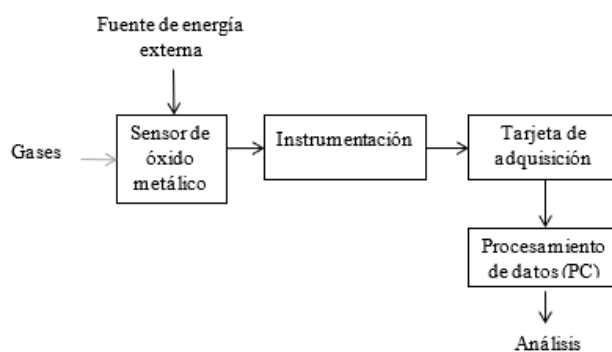 Fuente de energía
externa
Gases
Sensor de
óxido
metálico
Instrumentación
Tarjeta de
adquisición
Procesamiento
de datos (PC)
Análisis